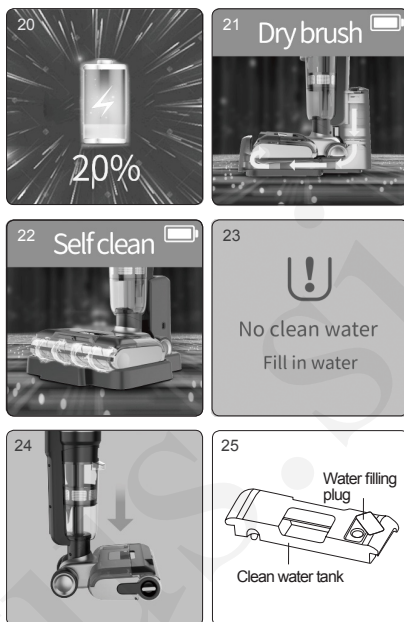 20
20%
21
Dry brush
22
Self clean
23
No clean water
Fill in water
24
25
Water filling
plug
Clean water tank